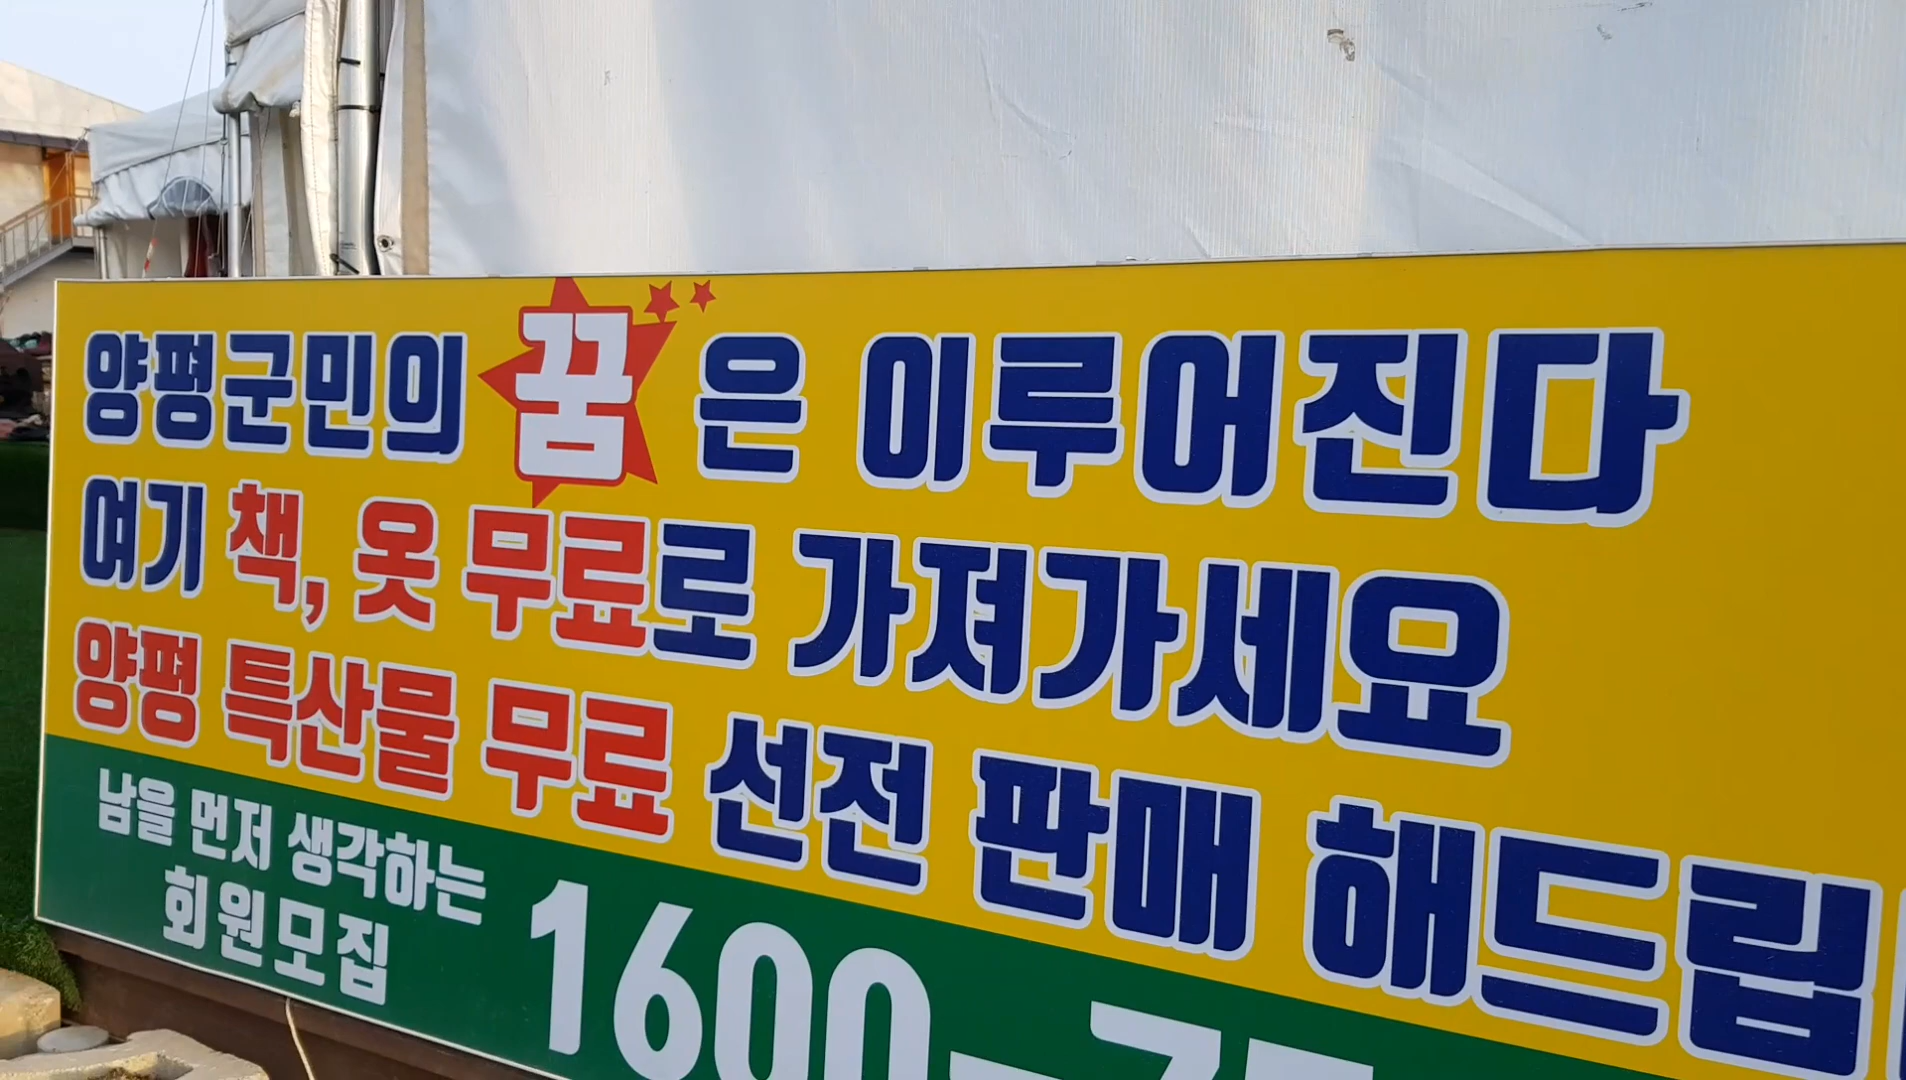 양평군민의 꿈은 이루어진다
여기 책, 옷 무료로 가져가세요
양평 특산물 무료 선전 판매 해드립
남을 먼저 생각하는
회원모집
1600-7